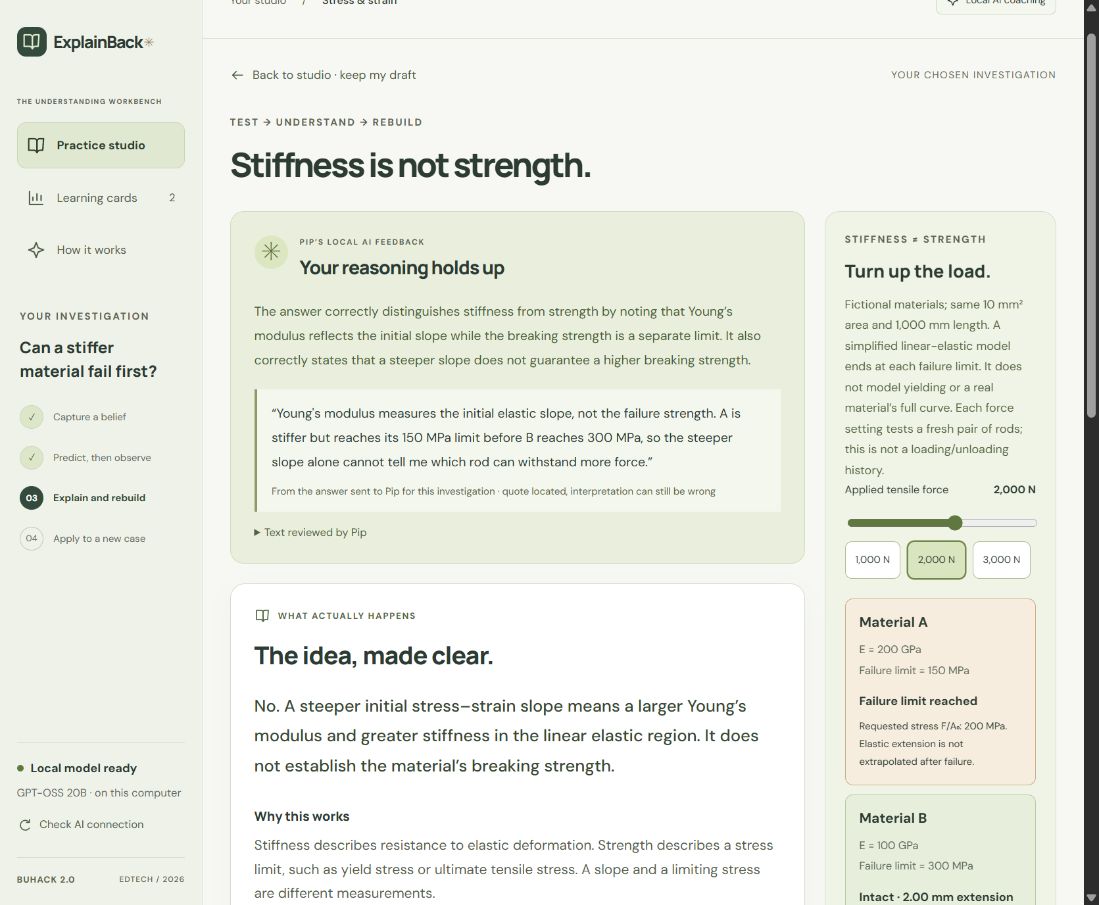 ExplainBack
THE UNDERSTANDING WORKBENCH
Practice studio
Learning cards 2
How it works
YOUR INVESTIGATION
Can a stiffer
material fail first?
✓ Capture a belief
✓ Predict, then observe
03 Explain and rebuild
04 Apply to a new case
Local model ready
GPT-OSS 20B · on this computer
Check AI connection
BUHACK 2.0
EDTECH / 2026
Your studio / Stress & strain
Local AI coaching
← Back to studio · keep my draft
YOUR CHOSEN INVESTIGATION
TEST → UNDERSTAND → REBUILD
Stiffness is not strength.
PIP'S LOCAL AI FEEDBACK
Your reasoning holds up
The answer correctly distinguishes stiffness from strength by noting that Young's
modulus reflects the initial slope while the breaking strength is a separate limit. It also
correctly states that a steeper slope does not guarantee a higher breaking strength.
“Young's modulus measures the initial elastic slope, not the failure strength. A is
stiffer but reaches its 150 MPa limit before B reaches 300 MPa, so the steeper
slope alone cannot tell me which rod can withstand more force.”
From the answer sent to Pip for this investigation · quote located, interpretation can still be wrong
▶ Text reviewed by Pip
WHAT ACTUALLY HAPPENS
The idea, made clear.
No. A steeper initial stress–strain slope means a larger Young's
modulus and greater stiffness in the linear elastic region. It does
not establish the material's breaking strength.
Why this works
Stiffness describes resistance to elastic deformation. Strength describes a stress
limit, such as yield stress or ultimate tensile stress. A slope and a limiting stress
are different measurements.
STIFFNESS ≠ STRENGTH
Turn up the load.
Fictional materials; same 10 mm²
area and 1,000 mm length. A
simplified linear-elastic model
ends at each failure limit. It does
not model yielding or a real
material's full curve. Each force
setting tests a fresh pair of rods;
this is not a loading/unloading
history.
Applied tensile force 2,000 N
1,000 N 2,000 N 3,000 N
Material A
E = 200 GPa
Failure limit = 150 MPa
Failure limit reached
Requested stress F/A₀: 200 MPa.
Elastic extension is not
extrapolated after failure.
Material B
E = 100 GPa
Failure limit = 300 MPa
Intact · 2.00 mm extension